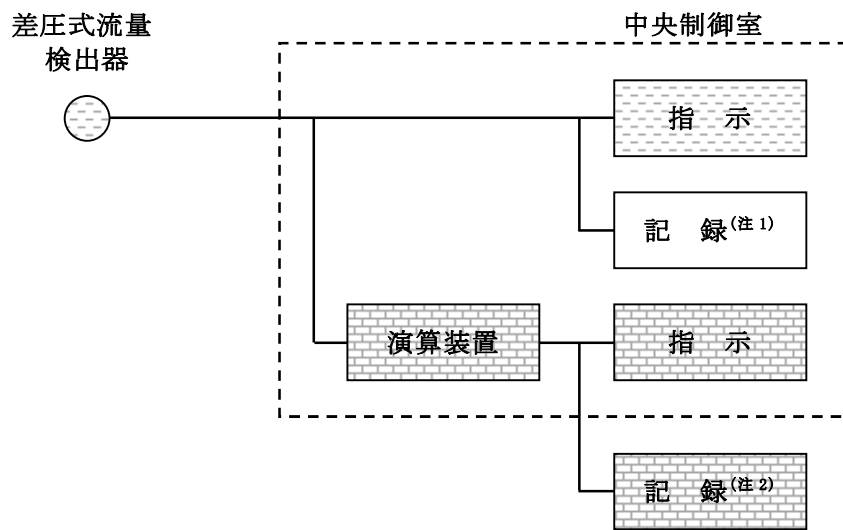 差圧式流量
検出器
中央制御室
指 示
記 録(注1)
演算装置
指 示
記 録(注2)